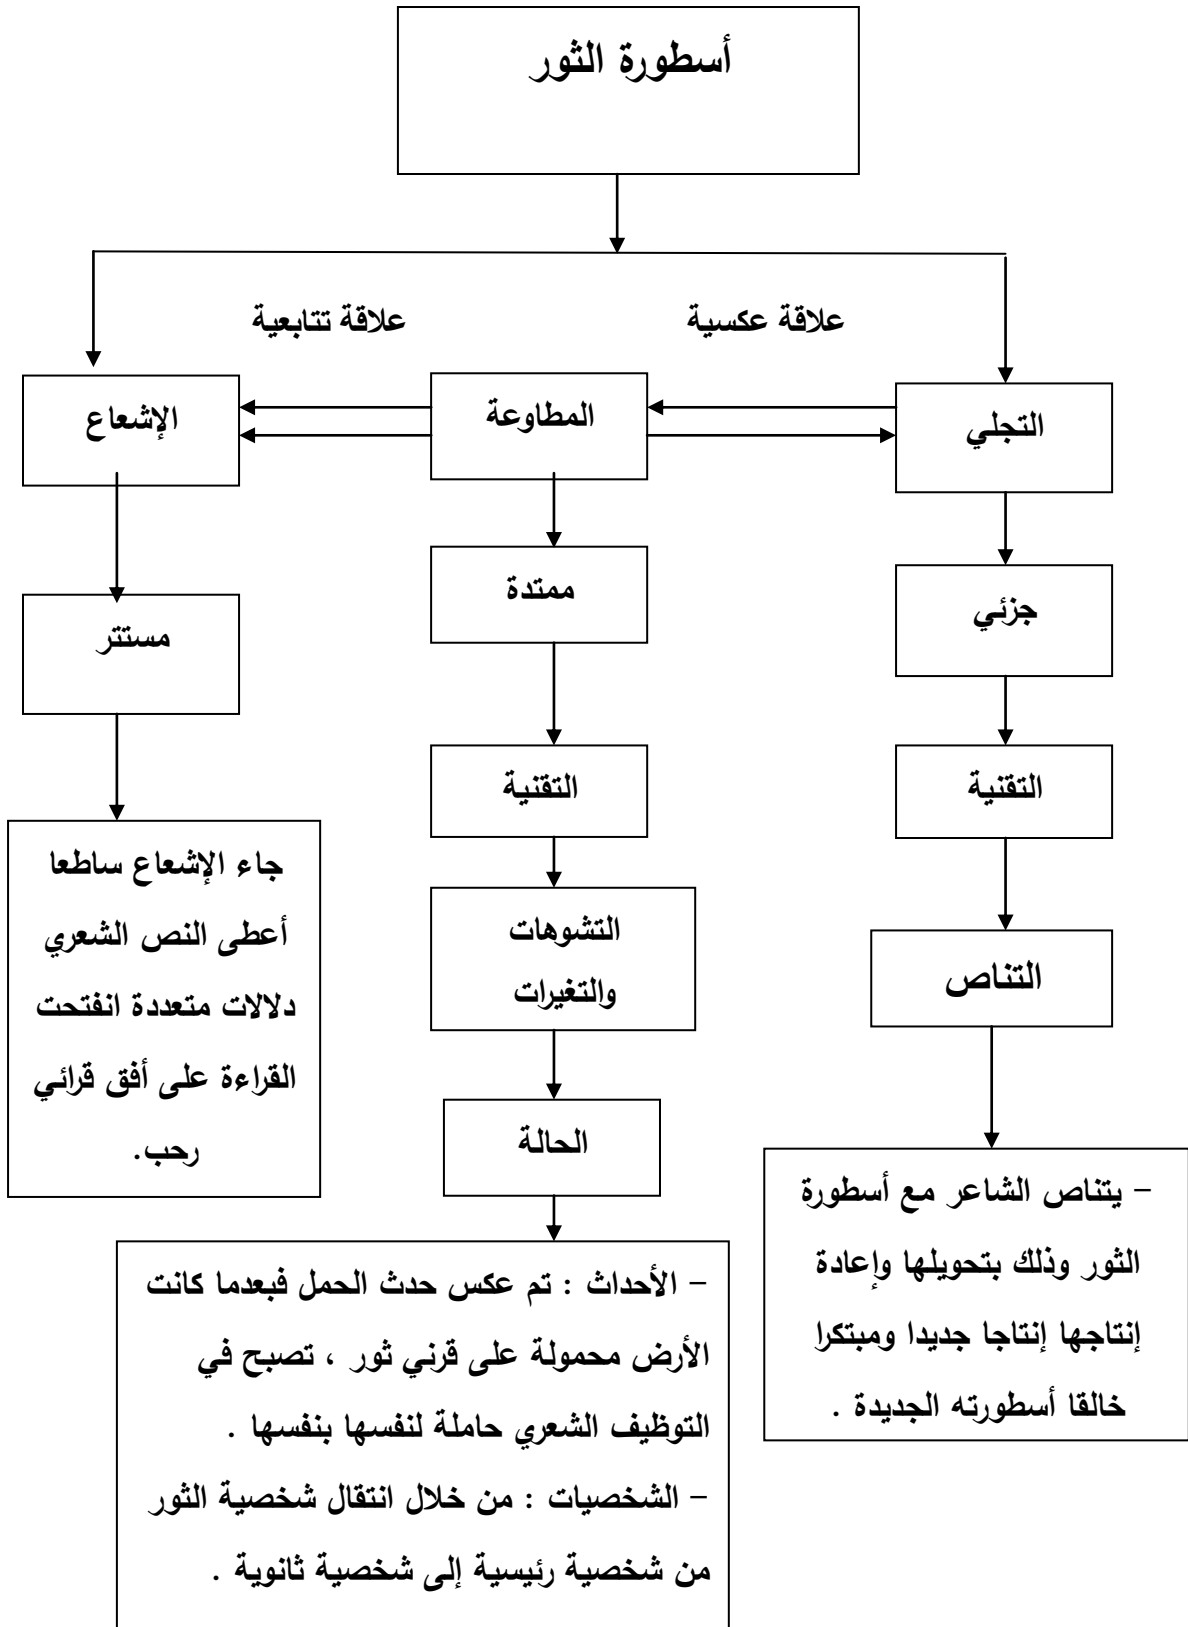 أسطورة الثور
علاقة عكسية
علاقة تتابعية
التجلي
المطاوعة
الإشعاع
جزئي
ممتدة
مستتر
التقنية
التقنية
جاء الإشعاع ساطعا
أعطى النص الشعري
دلالات متعددة انفتحت
القراءة على أفق قرائي
رحب.
التشوهات
والتغيرات
التناص
الحالة
– يتناص الشاعر مع أسطورة
الثور وذلك بتحويلها وإعادة
إنتاجها إنتاجا جديدا ومبتكرا
خالقا أسطورته الجديدة .
– الأحداث : تم عكس حدث الحمل فبعدما كانت
الأرض محمولة على قرني ثور ، تصبح في
التوظيف الشعري حاملة لنفسها بنفسها .
– الشخصيات : من خلال انتقال شخصية الثور
من شخصية رئيسية إلى شخصية ثانوية .